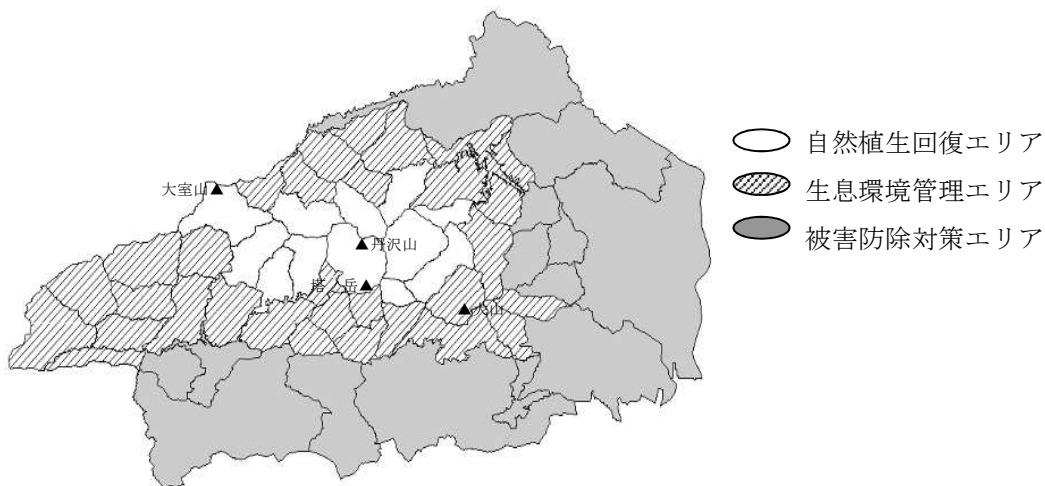 自然植生回復エリア
大室山
生息環境管理エリア
丹沢山
被害防除対策エリア
塔 岳
大山